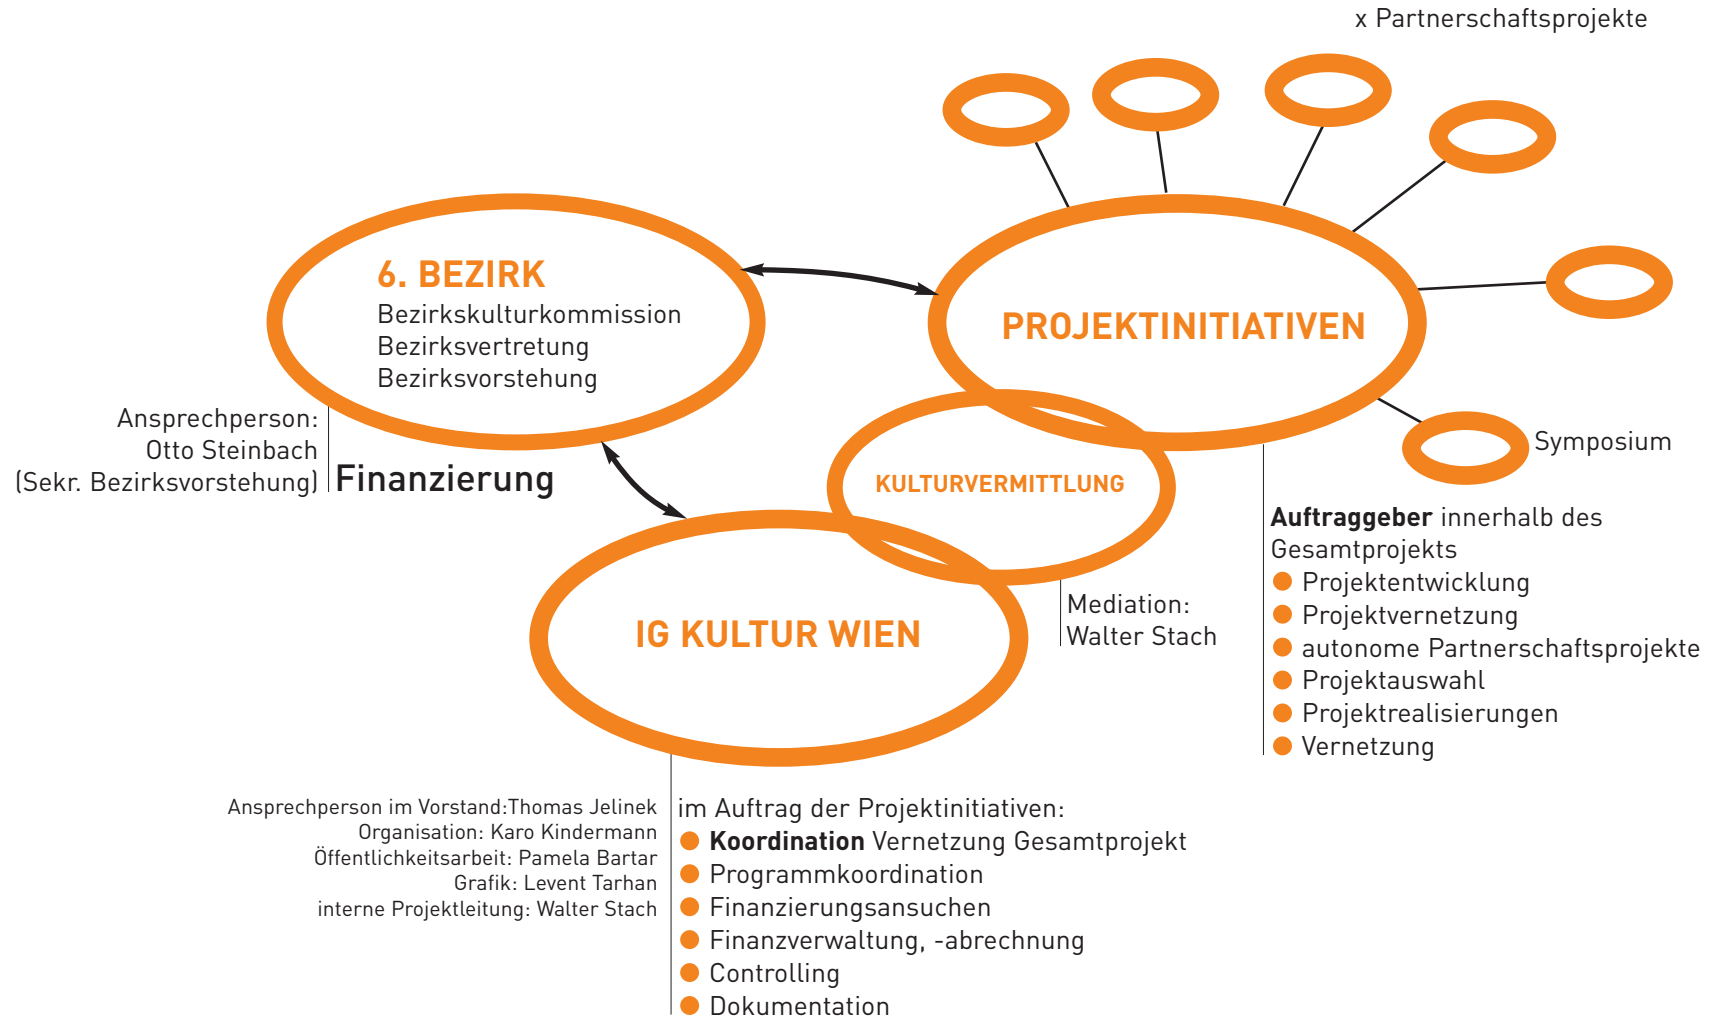 x Partnerschaftsprojekte
6. BEZIRK
Bezirkskulturkommission
Bezirksvertretung
Bezirksvorstehung
Ansprechperson:
Otto Steinbach
(Sekr. Bezirksvorstehung)
Finanzierung
PROJEKTINITIATIVEN
Symposium
KULTURVERMITTLUNG
Mediation:
Walter Stach
Auftraggeber innerhalb des
Gesamtprojekts
Projektentwicklung
Projektvernetzung
autonome Partnerschaftsprojekte
Projektauswahl
Projektrealisierungen
Vernetzung
IG KULTUR WIEN
Ansprechperson im Vorstand:Thomas Jelinek
Organisation: Karo Kindermann
Öffentlichkeitsarbeit: Pamela Bartar
Grafik: Levent Tarhan
interne Projektleitung: Walter Stach
im Auftrag der Projektinitiativen:
Koordination Vernetzung Gesamtprojekt
Programmkoordination
Finanzierungsansuchen
Finanzverwaltung, -abrechnung
Controlling
Dokumentation